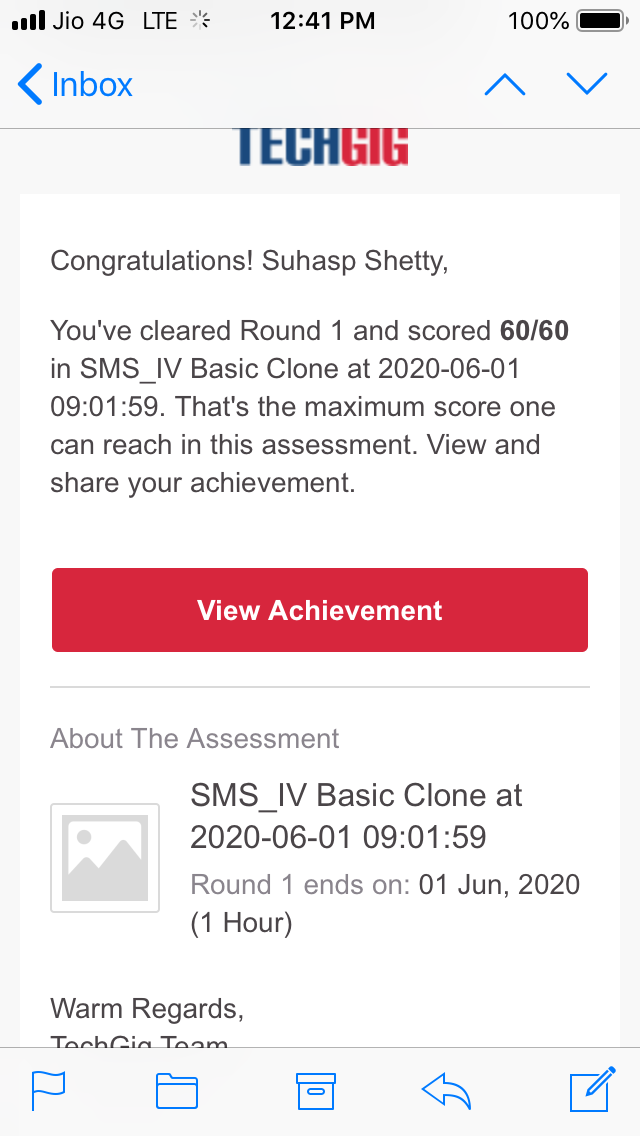 Jio 4G LTE 12:41 PM 100%
Inbox
TECHGIG
Congratulations! Suhasp Shetty,
You've cleared Round 1 and scored 60/60
in SMS_IV Basic Clone at 2020-06-01
09:01:59. That's the maximum score one
can reach in this assessment. View and
share your achievement.
View Achievement
About The Assessment
SMS_IV Basic Clone at
2020-06-01 09:01:59
Round 1 ends on: 01 Jun, 2020
(1 Hour)
Warm Regards,
TechGig Team